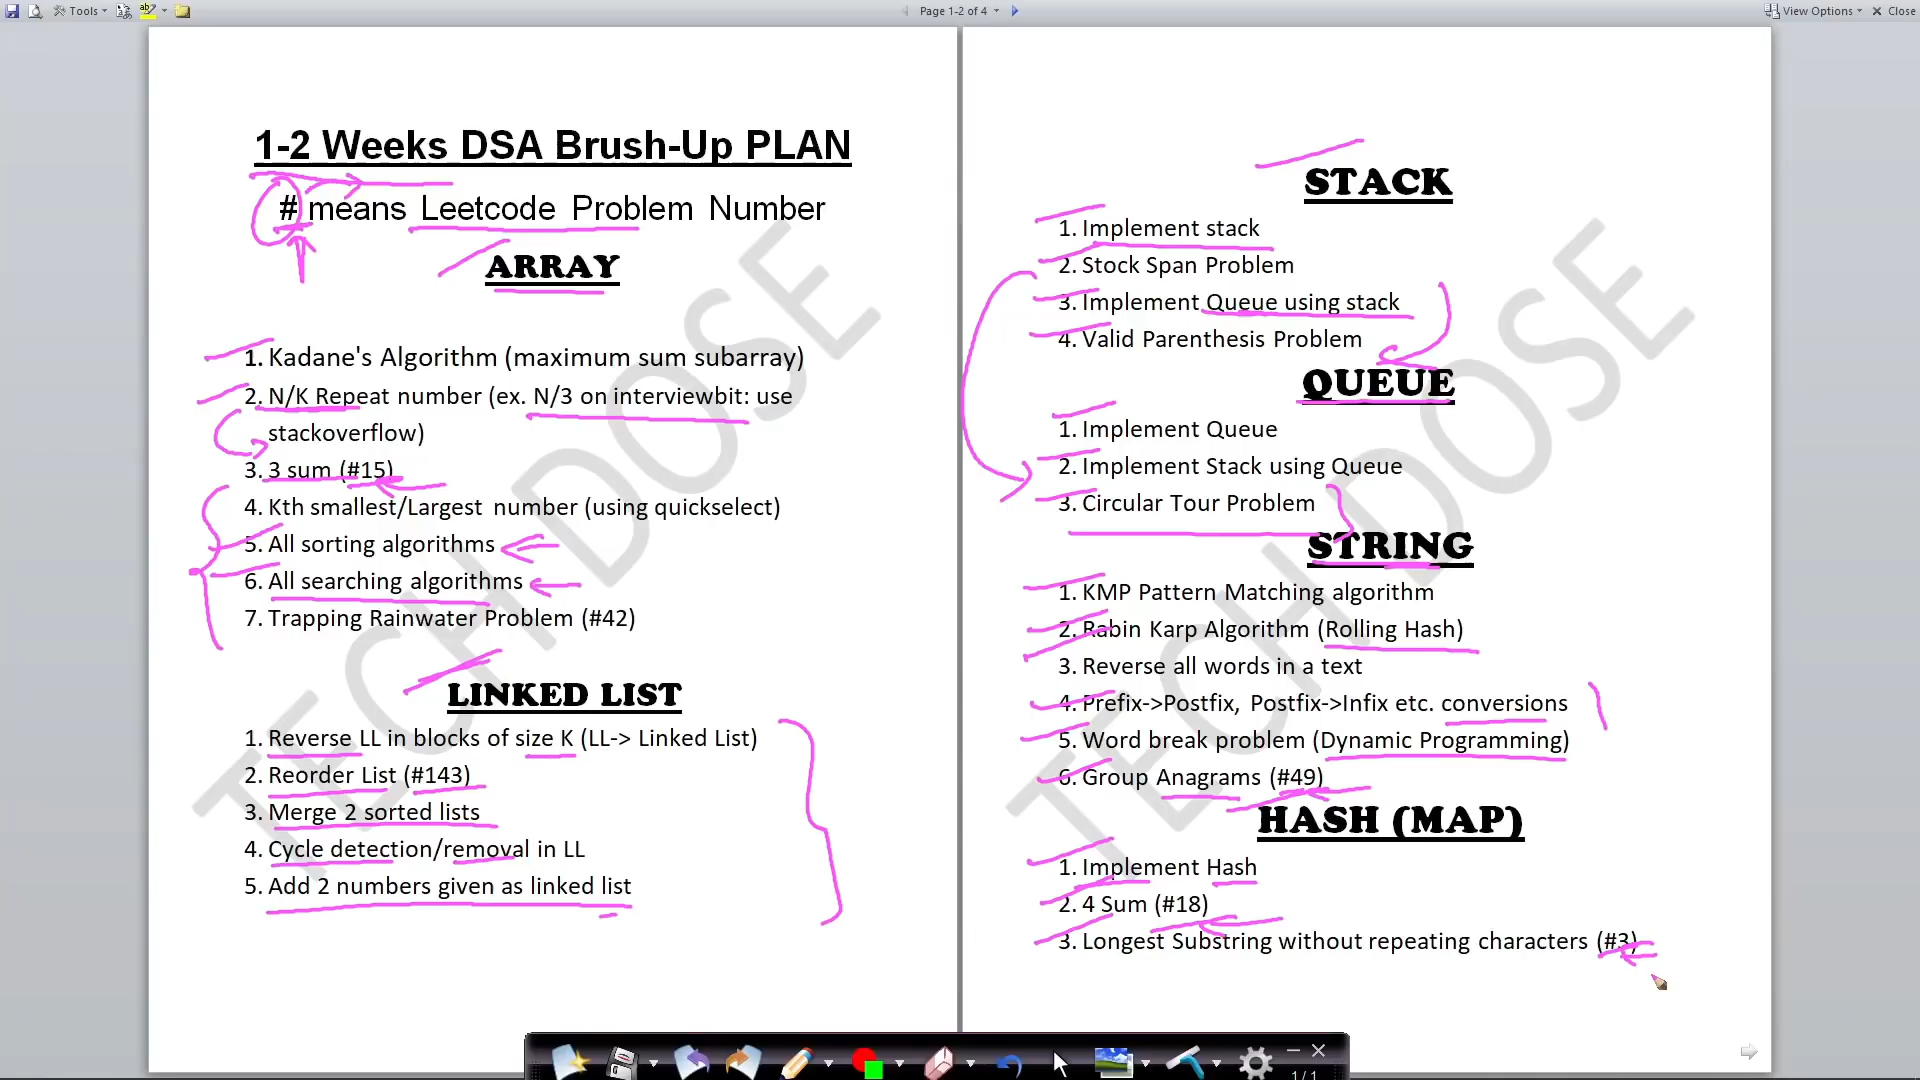 Tools
Page 1-2 of 4
View Options
Close
1-2 Weeks DSA Brush-Up PLAN
# means Leetcode Problem Number
ARRAY
1. Kadane's Algorithm (maximum sum subarray)
2. N/K Repeat number (ex. N/3 on interviewbit: use
stackoverflow)
3. 3 sum (#15)
4. Kth smallest/Largest number (using quickselect)
5. All sorting algorithms
6. All searching algorithms
7. Trapping Rainwater Problem (#42)
LINKED LIST
1. Reverse LL in blocks of size K (LL-> Linked List)
2. Reorder List (#143)
3. Merge 2 sorted lists
4. Cycle detection/removal in LL
5. Add 2 numbers given as linked list
TECH DOSE
STACK
1. Implement stack
2. Stock Span Problem
3. Implement Queue using stack
4. Valid Parenthesis Problem
QUEUE
1. Implement Queue
2. Implement Stack using Queue
3. Circular Tour Problem
STRING
1. KMP Pattern Matching algorithm
2. Rabin Karp Algorithm (Rolling Hash)
3. Reverse all words in a text
4. Prefix->Postfix, Postfix->Infix etc. conversions
5. Word break problem (Dynamic Programming)
6. Group Anagrams (#49)
HASH (MAP)
1. Implement Hash
2. 4 Sum (#18)
3. Longest Substring without repeating characters (#3)
TECH DOSE
1/1